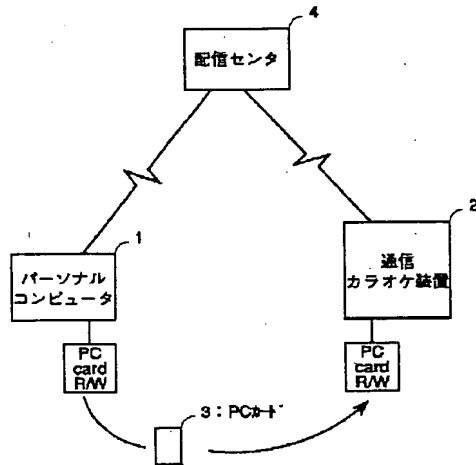 4
配信センタ
2
1
パーソナル
コンピュータ
通信
カラオケ装置
PC
card
R/W
PC
card
R/W
3：PCカード